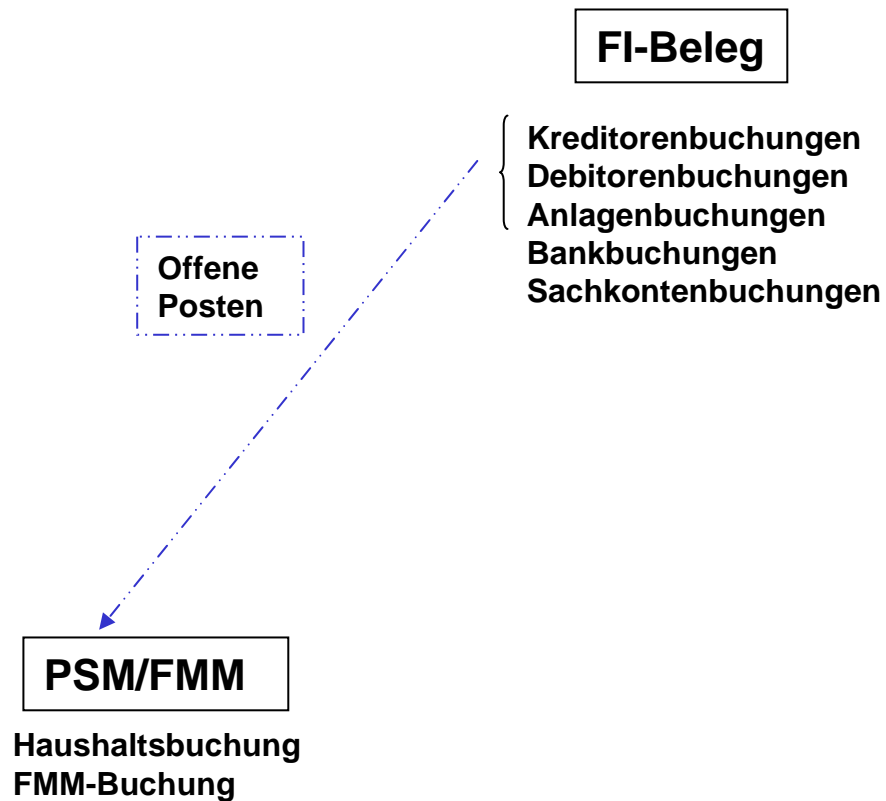 FI-Beleg
Kreditorenbuchungen
Debitorenbuchungen
Anlagenbuchungen
Bankbuchungen
Sachkontenbuchungen
Offene
Posten
PSM/FMM
Haushaltsbuchung
FMM-Buchung